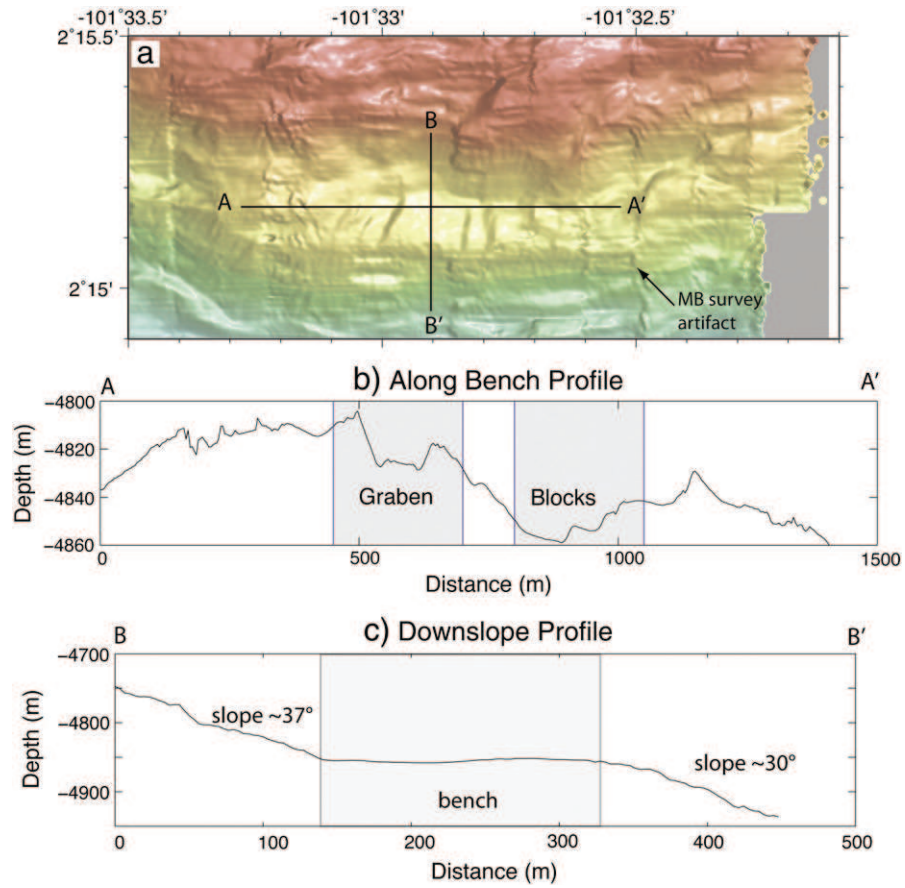 -101˚33.5' -101˚33' -101˚32.5'
2˚15.5'
a
B
A A'
2˚15'
B'
MB survey
artifact
b) Along Bench Profile
A A'
-4800
-4820
-4840
-4860
Depth (m)
Graben Blocks
0 500 1000 1500
Distance (m)
c) Downslope Profile
B B'
-4700
-4800
-4900
Depth (m)
slope ~37°
slope ~30°
bench
0 100 200 300 400 500
Distance (m)